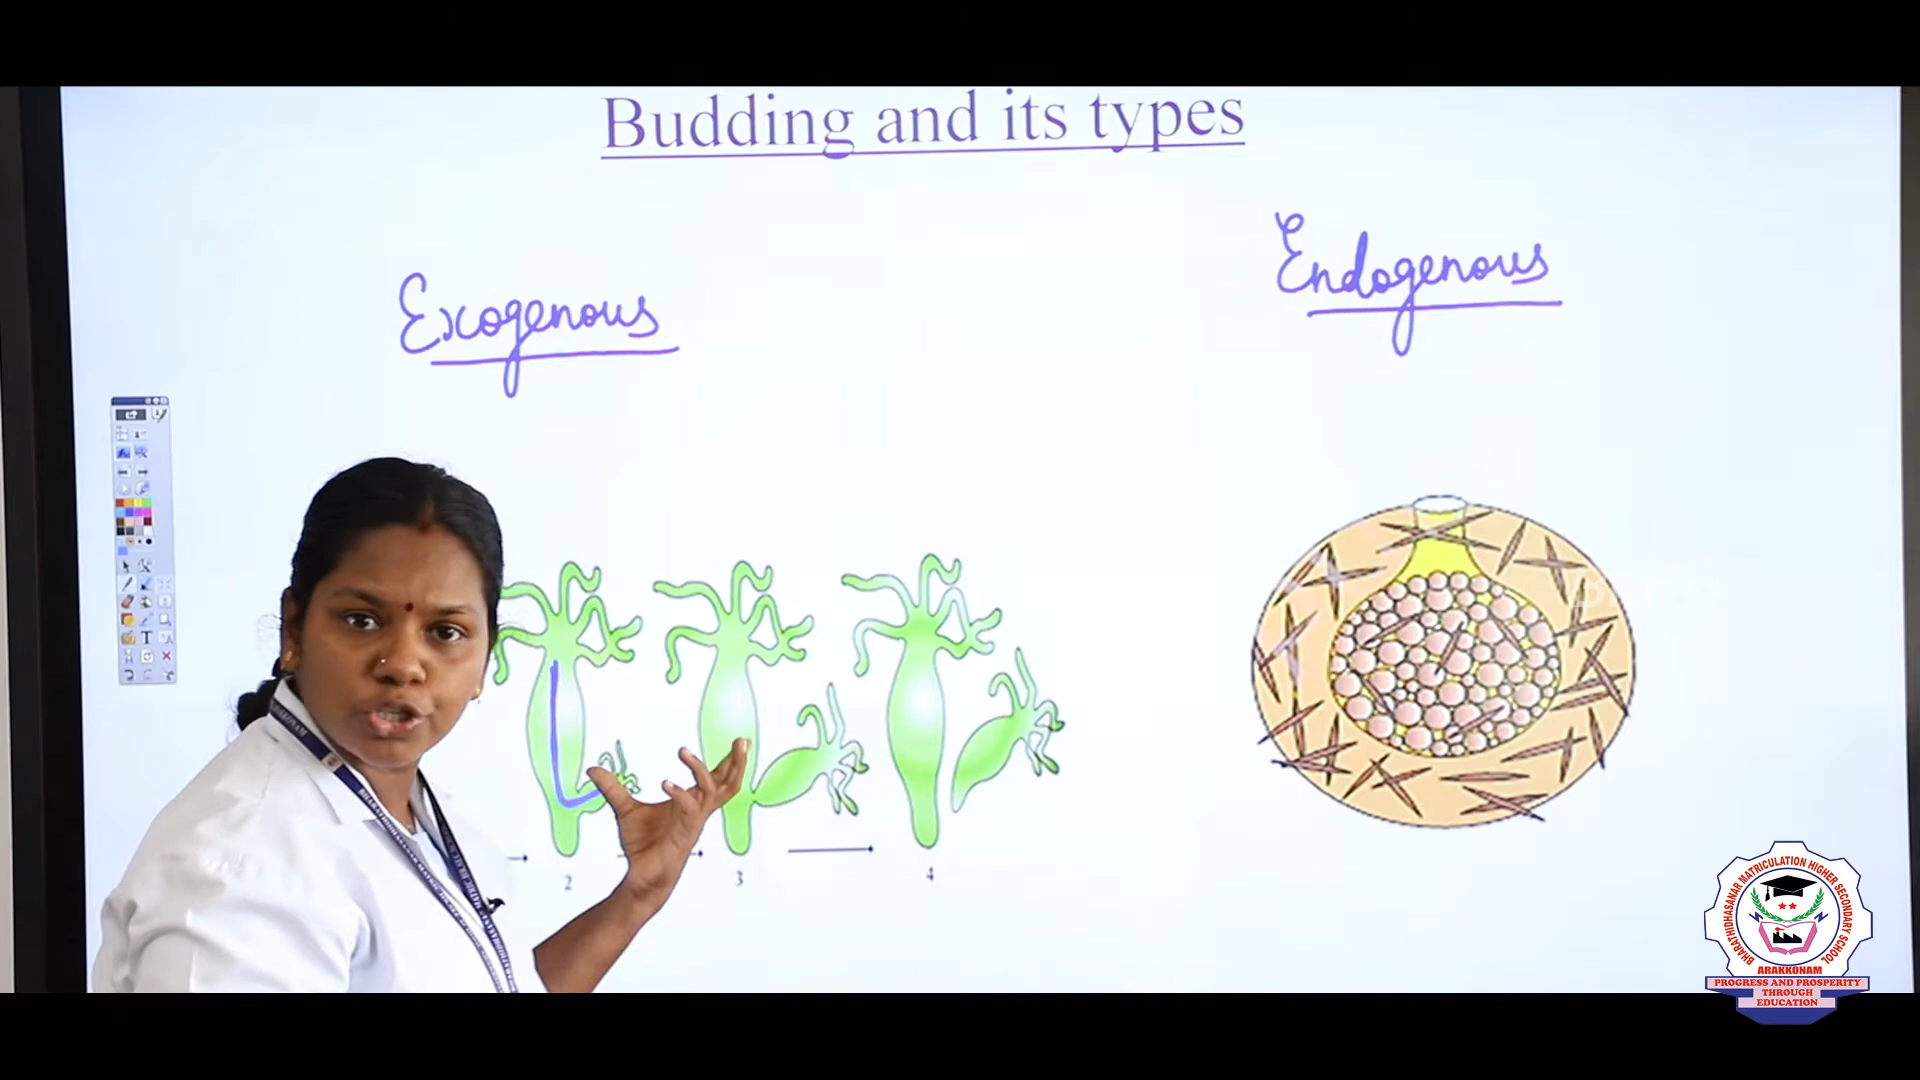 Budding and its types
Exogenous
Endogenous
2
3
4
BHARATHIDHASANAR MATRICULATION HIGHER SECONDARY SCHOOL
ARAKKONAM
PROGRESS AND PROSPERITY
THROUGH
EDUCATION